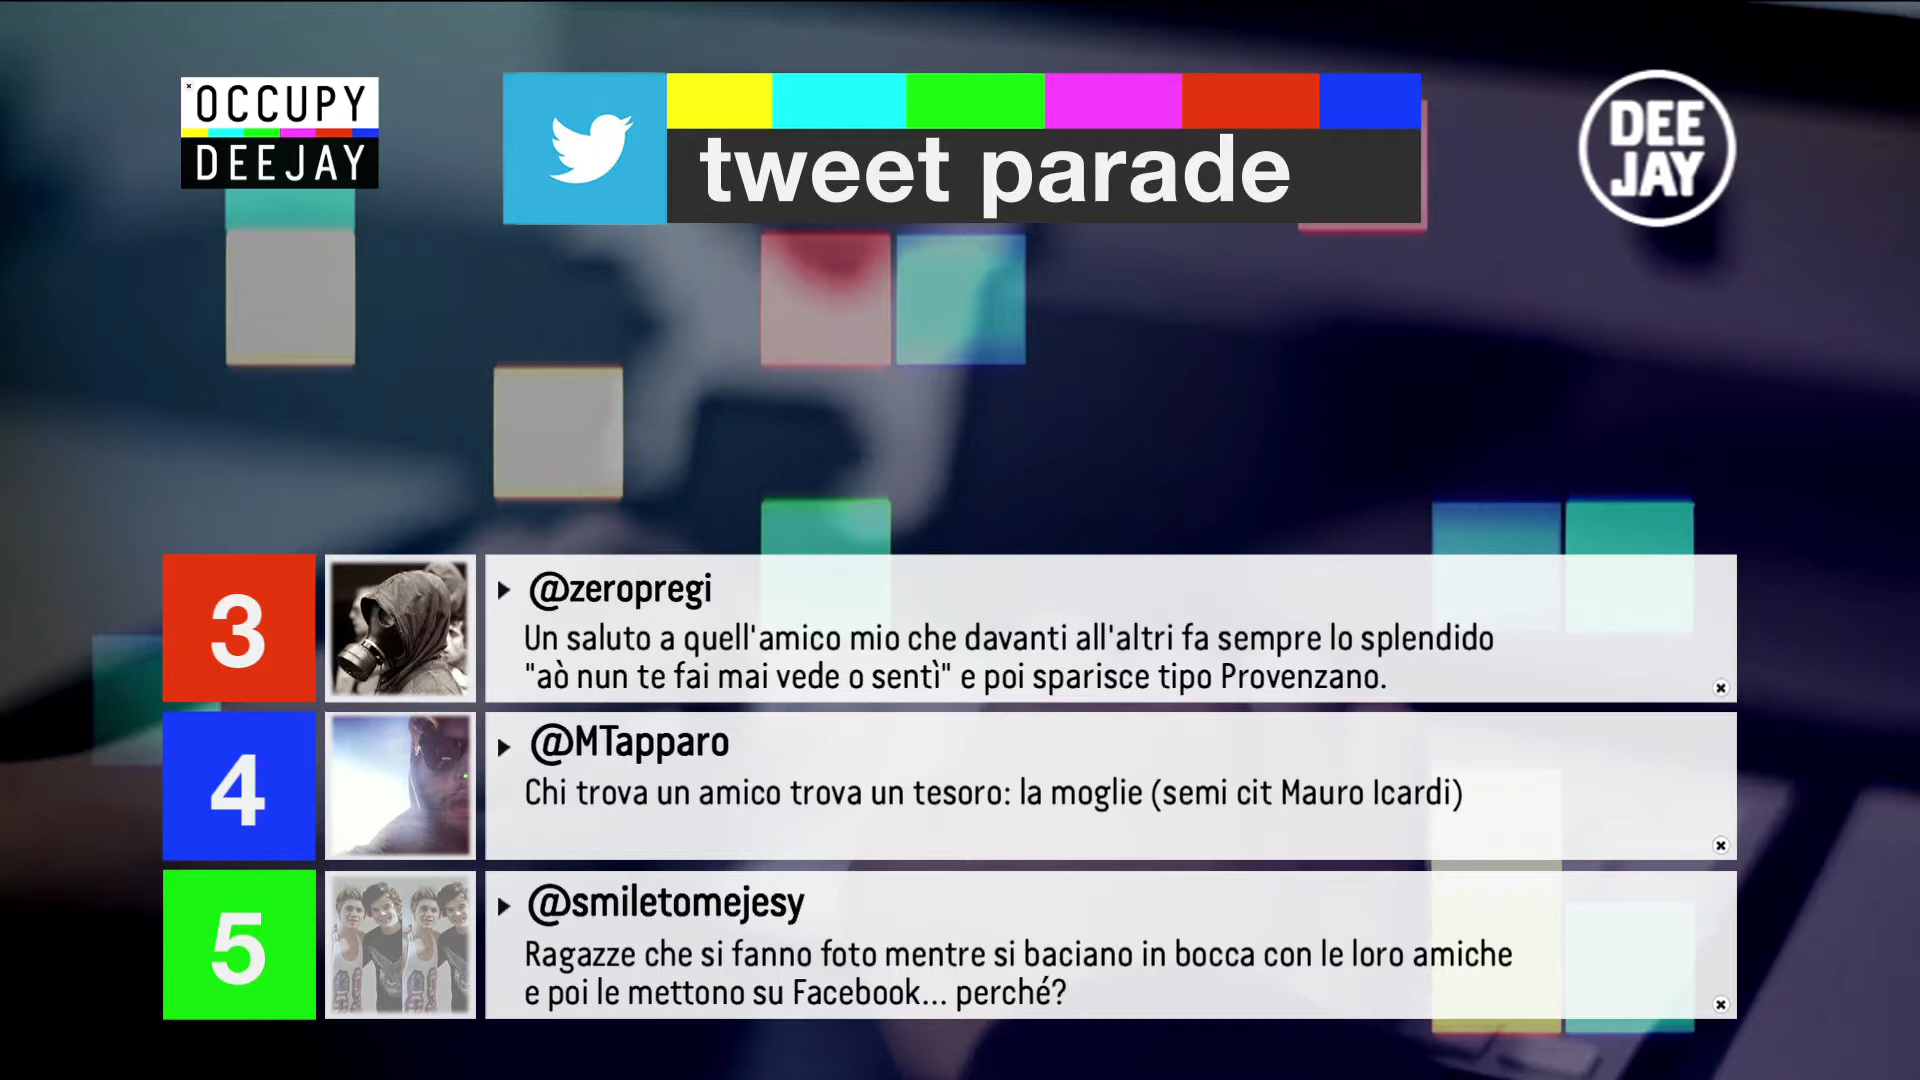 OCCUPY
DEEJAY
tweet parade
DEE
JAY
3
@zeropregi
Un saluto a quell'amico mio che davanti all'altri fa sempre lo splendido
"aò nun te fai mai vede o sentì" e poi sparisce tipo Provenzano.
4
@MTapparo
Chi trova un amico trova un tesoro: la moglie (semi cit Mauro Icardi)
5
@smiletomejesy
Ragazze che si fanno foto mentre si baciano in bocca con le loro amiche
e poi le mettono su Facebook... perché?